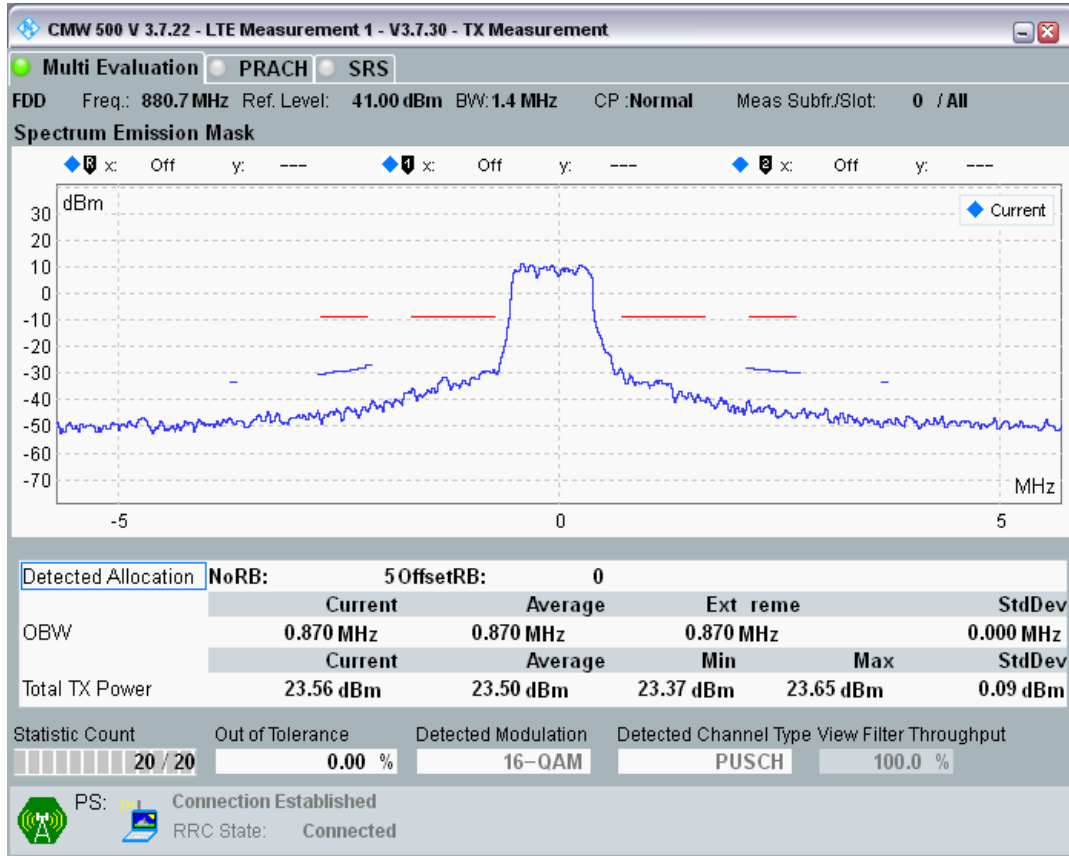 CMW 500 V 3.7.22 - LTE Measurement 1 - V3.7.30 - TX Measurement
Multi Evaluation PRACH SRS
FDD Freq.: 880.7 MHz Ref. Level: 41.00 dBm BW: 1.4 MHz CP :Normal Meas Subfr./Slot: 0 / All
Spectrum Emission Mask
R x: Off y: --- 1 x: Off y: --- 2 x: Off y: ---
dBm
Current
30
20
10
0
-10
-20
-30
-40
-50
-60
-70
MHz
-5 0 5
Detected Allocation NoRB: 5 OffsetRB: 0
Current Average Ext reme StdDev
OBW 0.870 MHz 0.870 MHz 0.870 MHz 0.000 MHz
Current Average Min Max StdDev
Total TX Power 23.56 dBm 23.50 dBm 23.37 dBm 23.65 dBm 0.09 dBm
Statistic Count Out of Tolerance Detected Modulation Detected Channel Type View Filter Throughput
20 / 20 0.00 % 16-QAM PUSCH 100.0 %
PS: Connection Established
RRC State: Connected